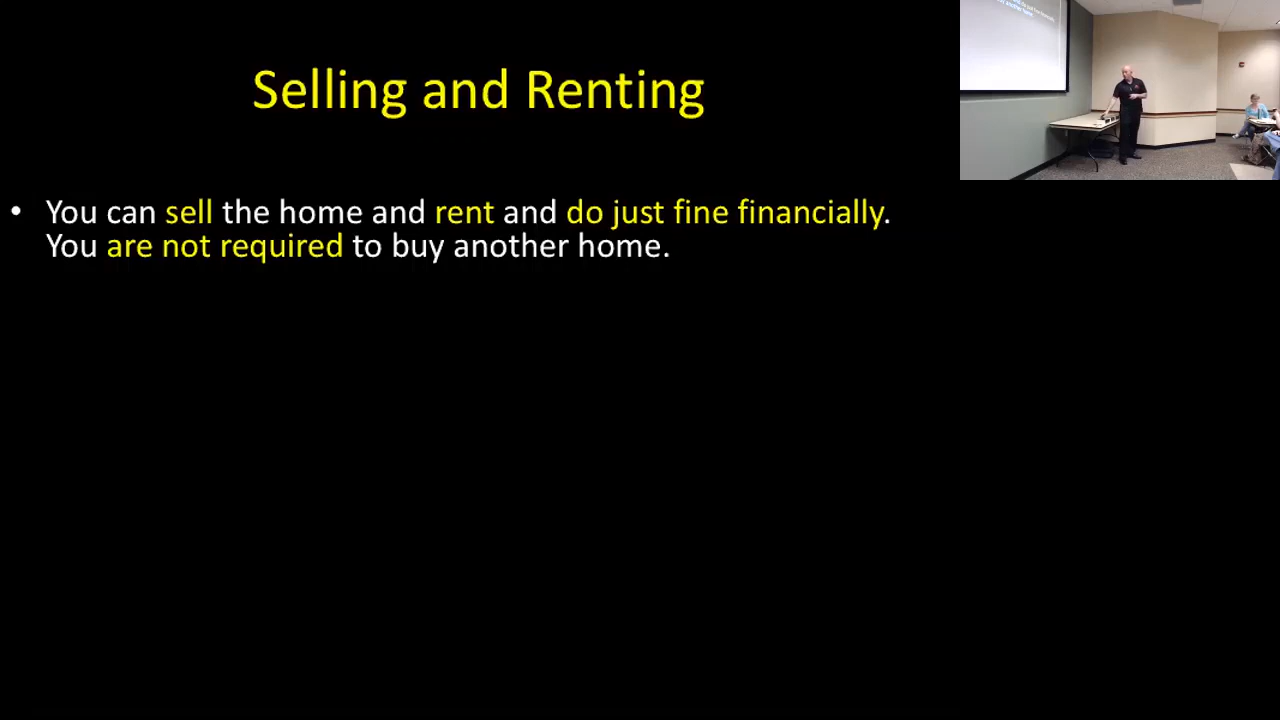 Selling and Renting
• You can sell the home and rent and do just fine financially.
You are not required to buy another home.